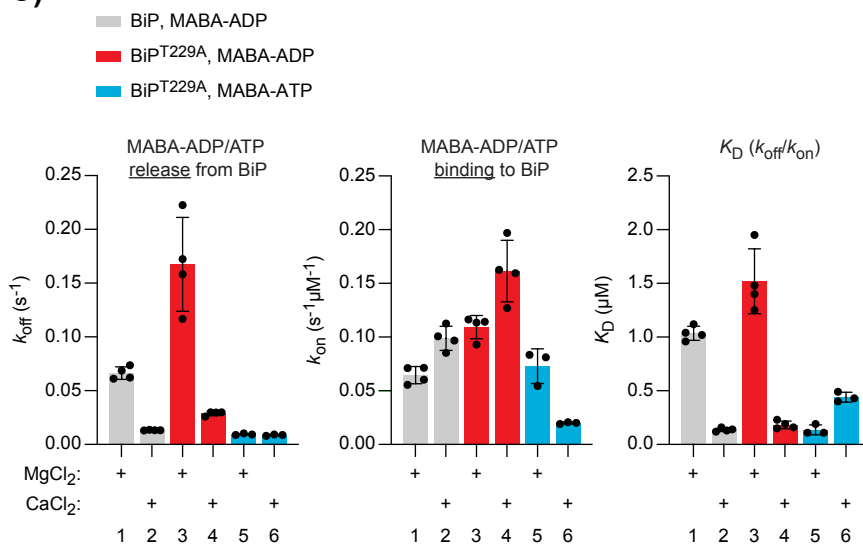 BiP, MABA-ADP
BiPT229A, MABA-ADP
BiPT229A, MABA-ATP
MABA-ADP/ATP
release from BiP
MABA-ADP/ATP
binding to BiP
KD (koff/kon)
koff (s-1)
0.25
0.20
0.15
0.10
0.05
0.00
kon (s-1µM-1)
0.25
0.20
0.15
0.10
0.05
0.00
KD (µM)
2.5
2.0
1.5
1.0
0.5
0.0
MgCl2: + + + + + + + + +
CaCl2: + + + + + + + + +
1 2 3 4 5 6 1 2 3 4 5 6 1 2 3 4 5 6